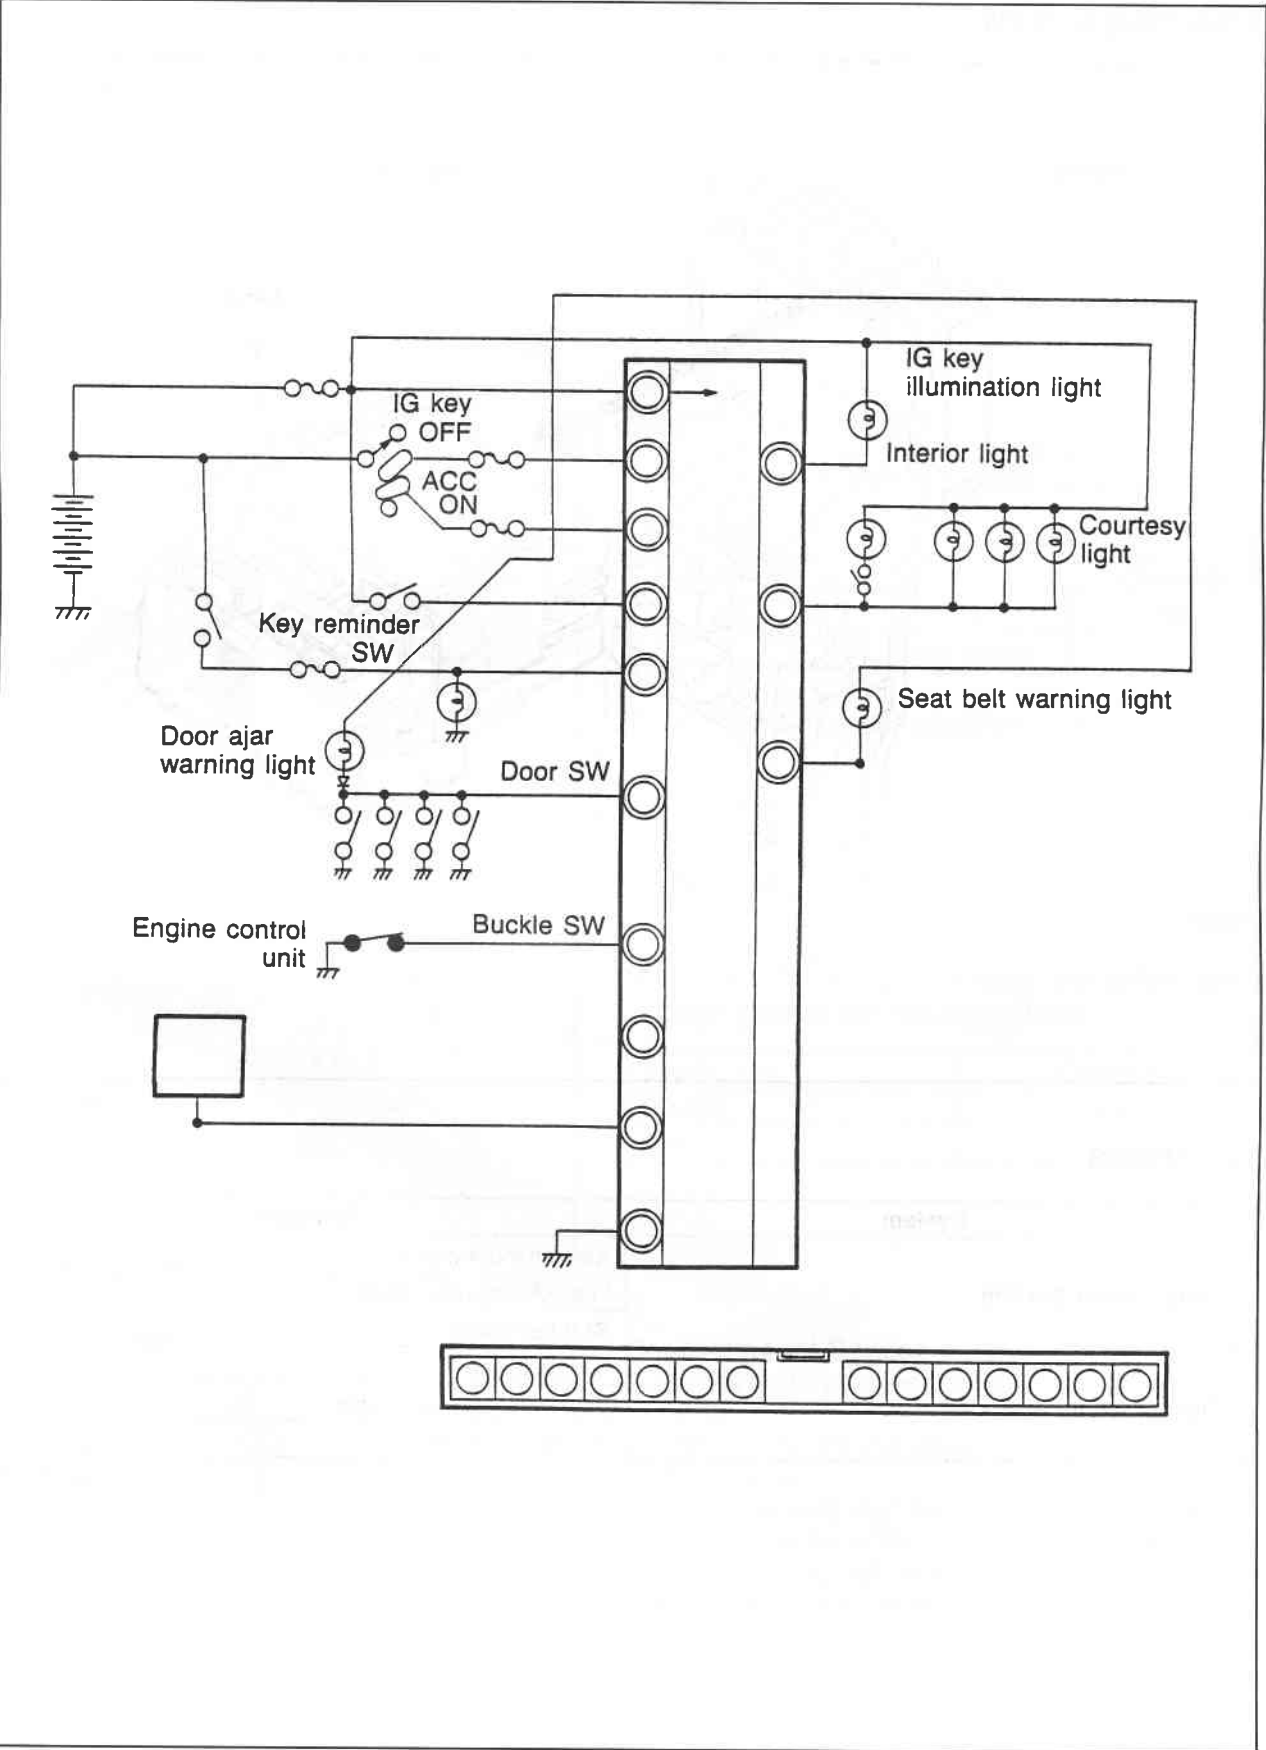 IG key
illumination light
IG key
OFF
Interior light
ACC
ON
Courtesy
light
Key reminder
SW
Seat belt warning light
Door ajar
warning light
Door SW
Engine control
unit
Buckle SW